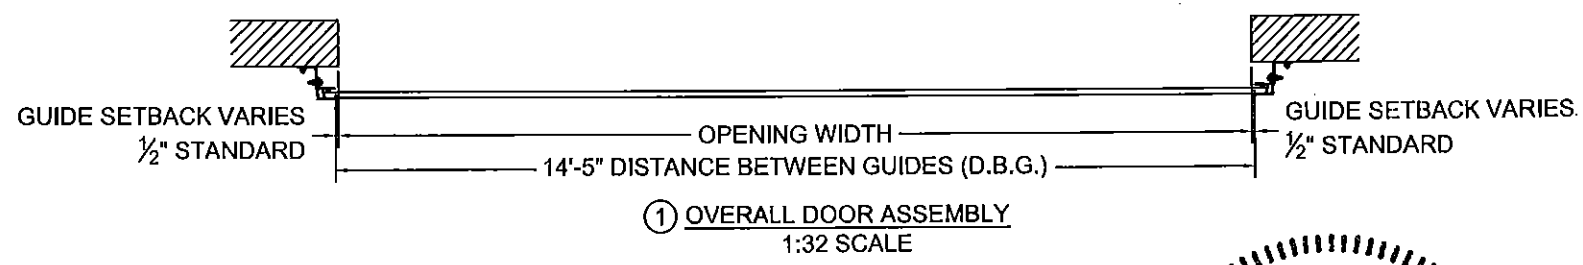 GUIDE SETBACK VARIES
½" STANDARD
GUIDE SETBACK VARIES.
½" STANDARD
OPENING WIDTH
14'-5" DISTANCE BETWEEN GUIDES (D.B.G.)
1 OVERALL DOOR ASSEMBLY
1:32 SCALE